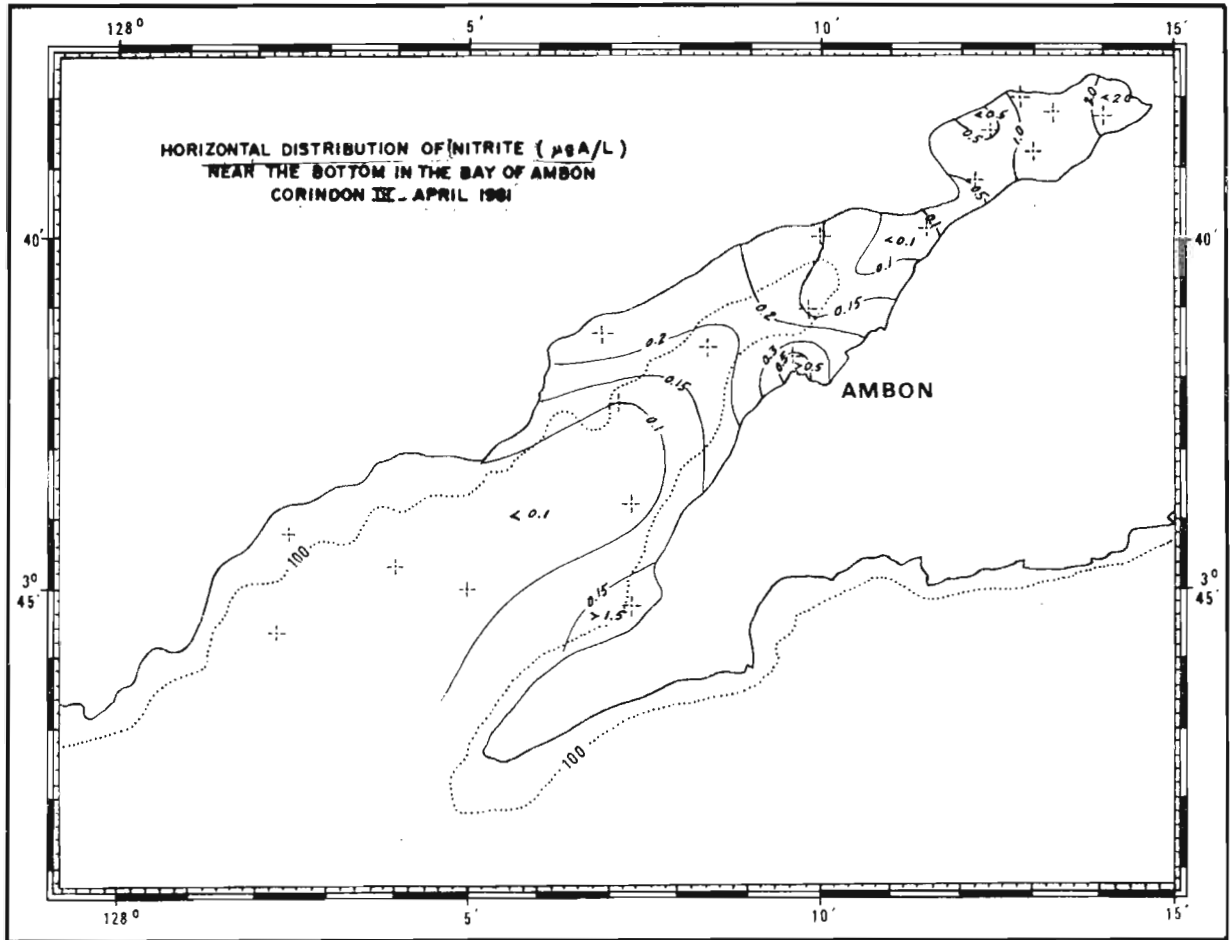 128° 5′ 10′ 15′
HORIZONTAL DISTRIBUTION OF NITRITE (µgA/L)
NEAR THE BOTTOM IN THE BAY OF AMBON
CORINDON IX - APRIL 1981
2.0 < 2.0
< 0.5
0.5 1.0
0.5
0.1
40′ < 0.1 40′
0.1
0.2 0.15
0.2
0.3 0.5 > 0.5
0.15
AMBON
0.1
< 0.1
100
3° 45′ 3° 45′
0.15
> 1.5
100
128° 5′ 10′ 15′